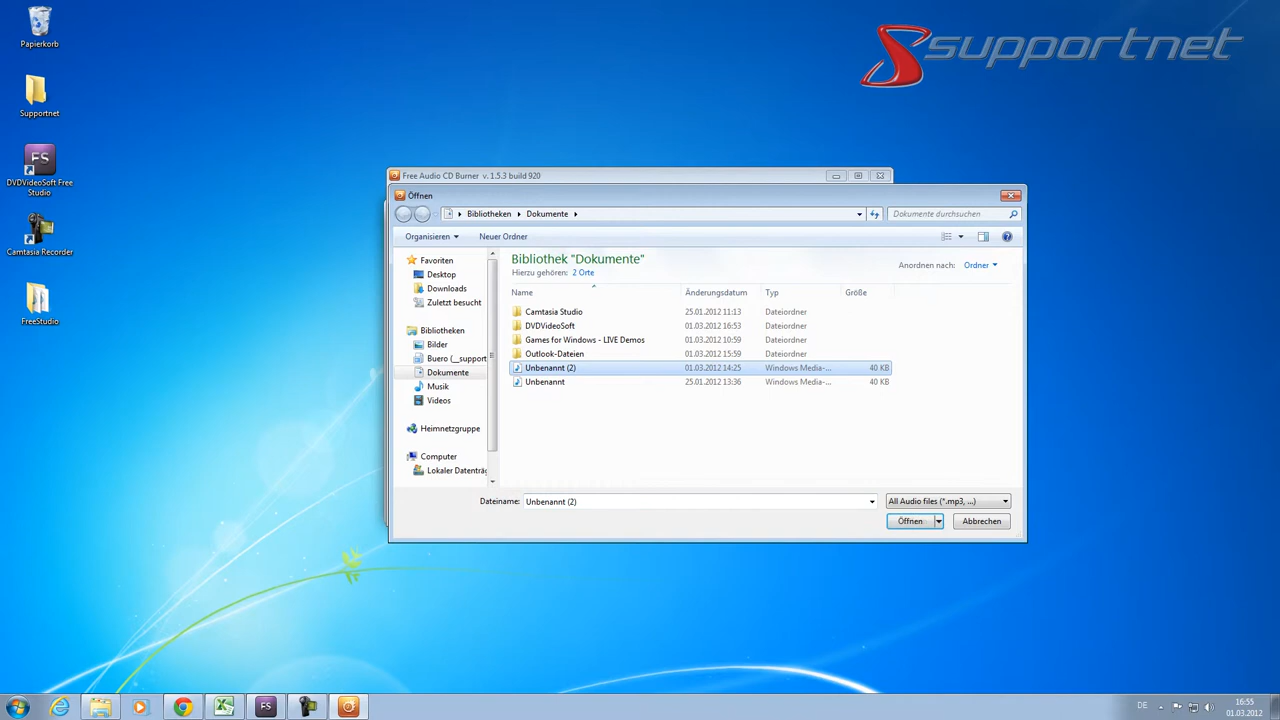 Papierkorb
Supportnet
DVDVideoSoft Free Studio
Camtasia Recorder
FreeStudio
supportnet
Free Audio CD Burner v. 1.5.3 build 920
Öffnen
Bibliotheken Dokumente
Dokumente durchsuchen
Organisieren Neuer Ordner
Favoriten
Desktop
Downloads
Zuletzt besucht
Bibliotheken
Bilder
Buero (__support
Dokumente
Musik
Videos
Heimnetzgruppe
Computer
Lokaler Datenträg
Bibliothek "Dokumente"
Hierzu gehören: 2 Orte
Anordnen nach: Ordner
Name Änderungsdatum Typ Größe
Camtasia Studio 25.01.2012 11:13 Dateiordner
DVDVideoSoft 01.03.2012 16:53 Dateiordner
Games for Windows - LIVE Demos 01.03.2012 10:59 Dateiordner
Outlook-Dateien 01.03.2012 15:59 Dateiordner
Unbenannt (2) 01.03.2012 14:25 Windows Media-... 40 KB
Unbenannt 25.01.2012 13:36 Windows Media-... 40 KB
Dateiname: Unbenannt (2) All Audio files (*.mp3, ...)
Öffnen Abbrechen
FS
DE
16:55
01.03.2012